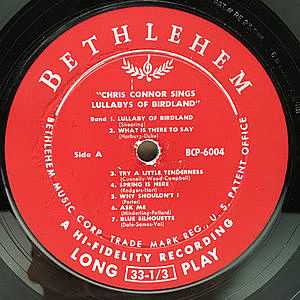 BETHLEHEM
"CHRIS CONNOR SINGS
LULLABYS OF BIRDLAND"
Band 1. LULLABY OF BIRDLAND
(Shearing)
2. WHAT IS THERE TO SAY
(Harburg-Duke)
Side A
BCP-6004
3. TRY A LITTLE TENDERNESS
(Connelly-Wood-Campbell)
4. SPRING IS HERE
(Rodgers-Hart)
5. WHY SHOULDN'T I
(Porter)
6. ASK ME
(Hinderling-Pollard)
7. BLUE SILHOUETTE
(Dale-Semos-Val)
BETHLEHEM MUSIC CORP. TRADE MARK REG., U.S. PATENT OFFICE
A HI-FIDELITY RECORDING
LONG 33-1/3 PLAY